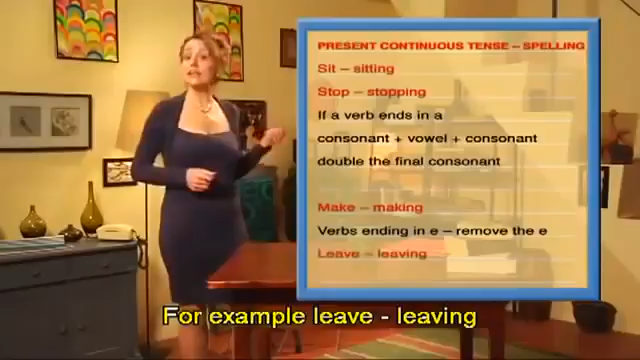 PRESENT CONTINUOUS TENSE – SPELLING
Sit – sitting
Stop – stopping
If a verb ends in a
consonant + vowel + consonant
double the final consonant
Make – making
Verbs ending in e – remove the e
Leave – leaving
For example leave - leaving